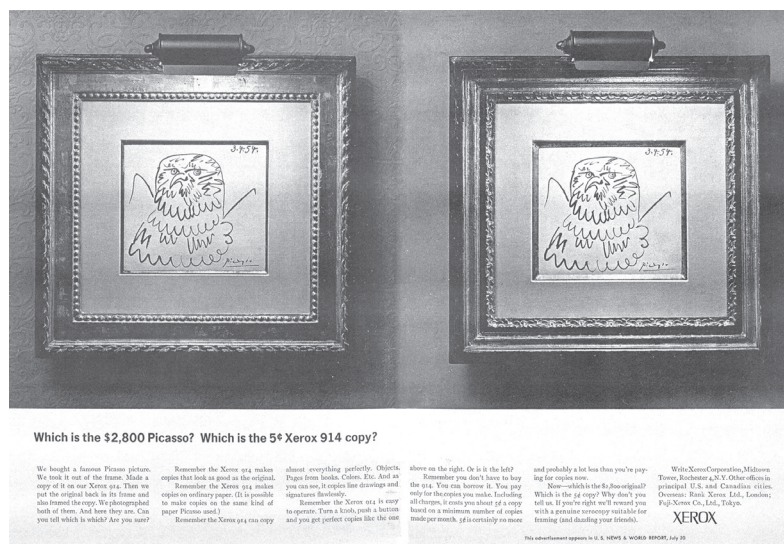 3.9.54.
Picasso
3.9.54.
Picasso
Which is the $2,800 Picasso? Which is the 5¢ Xerox 914 copy?
We bought a famous Picasso picture.
We took it out of the frame. Made a
copy of it on our Xerox 914. Then we
put the original back in its frame and
also framed the copy. We photographed
both of them. And here they are. Can
you tell which is which? Are you sure?
Remember the Xerox 914 makes
copies that look as good as the original.
Remember the Xerox 914 makes
copies on ordinary paper. (It is possible
to make copies on the same kind of
paper Picasso used.)
Remember the Xerox 914 can copy
almost everything perfectly. Objects.
Pages from books. Colors. Etc. And as
you can see, it copies line drawings and
signatures flawlessly.
Remember the Xerox 914 is easy
to operate. Turn a knob, push a button
and you get perfect copies like the one
above on the right. Or is it the left?
Remember you don't have to buy
the 914. You can borrow it. You pay
only for the copies you make. Including
all charges, it costs you about 5¢ a copy
based on a minimum number of copies
made per month. 5¢ is certainly no more
and probably a lot less than you're pay-
ing for copies now.
Now—which is the $2,800 original?
Which is the 5¢ copy? Why don't you
tell us. If you're right we'll reward you
with a genuine xerocopy suitable for
framing (and dazzling your friends).
Write Xerox Corporation, Midtown
Tower, Rochester 4, N.Y. Other offices in
principal U.S. and Canadian cities.
Overseas: Rank Xerox Ltd., London;
Fuji-Xerox Co., Ltd., Tokyo.
XEROX
This advertisement appears in U. S. NEWS & WORLD REPORT, July 30